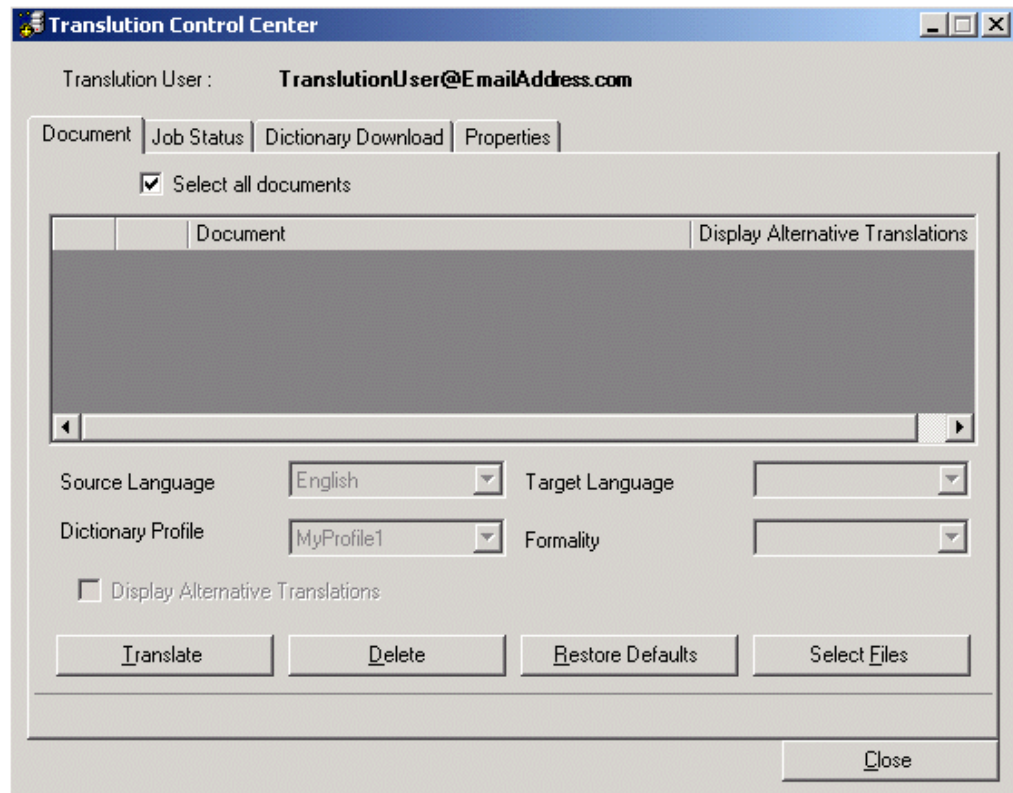 Translution Control Center
Translution User : TranslutionUser@EmailAddress.com
Document Job Status Dictionary Download Properties
Select all documents
Document Display Alternative Translations
Source Language English Target Language
Dictionary Profile MyProfile1 Formality
Display Alternative Translations
Translate Delete Restore Defaults Select Files
Close